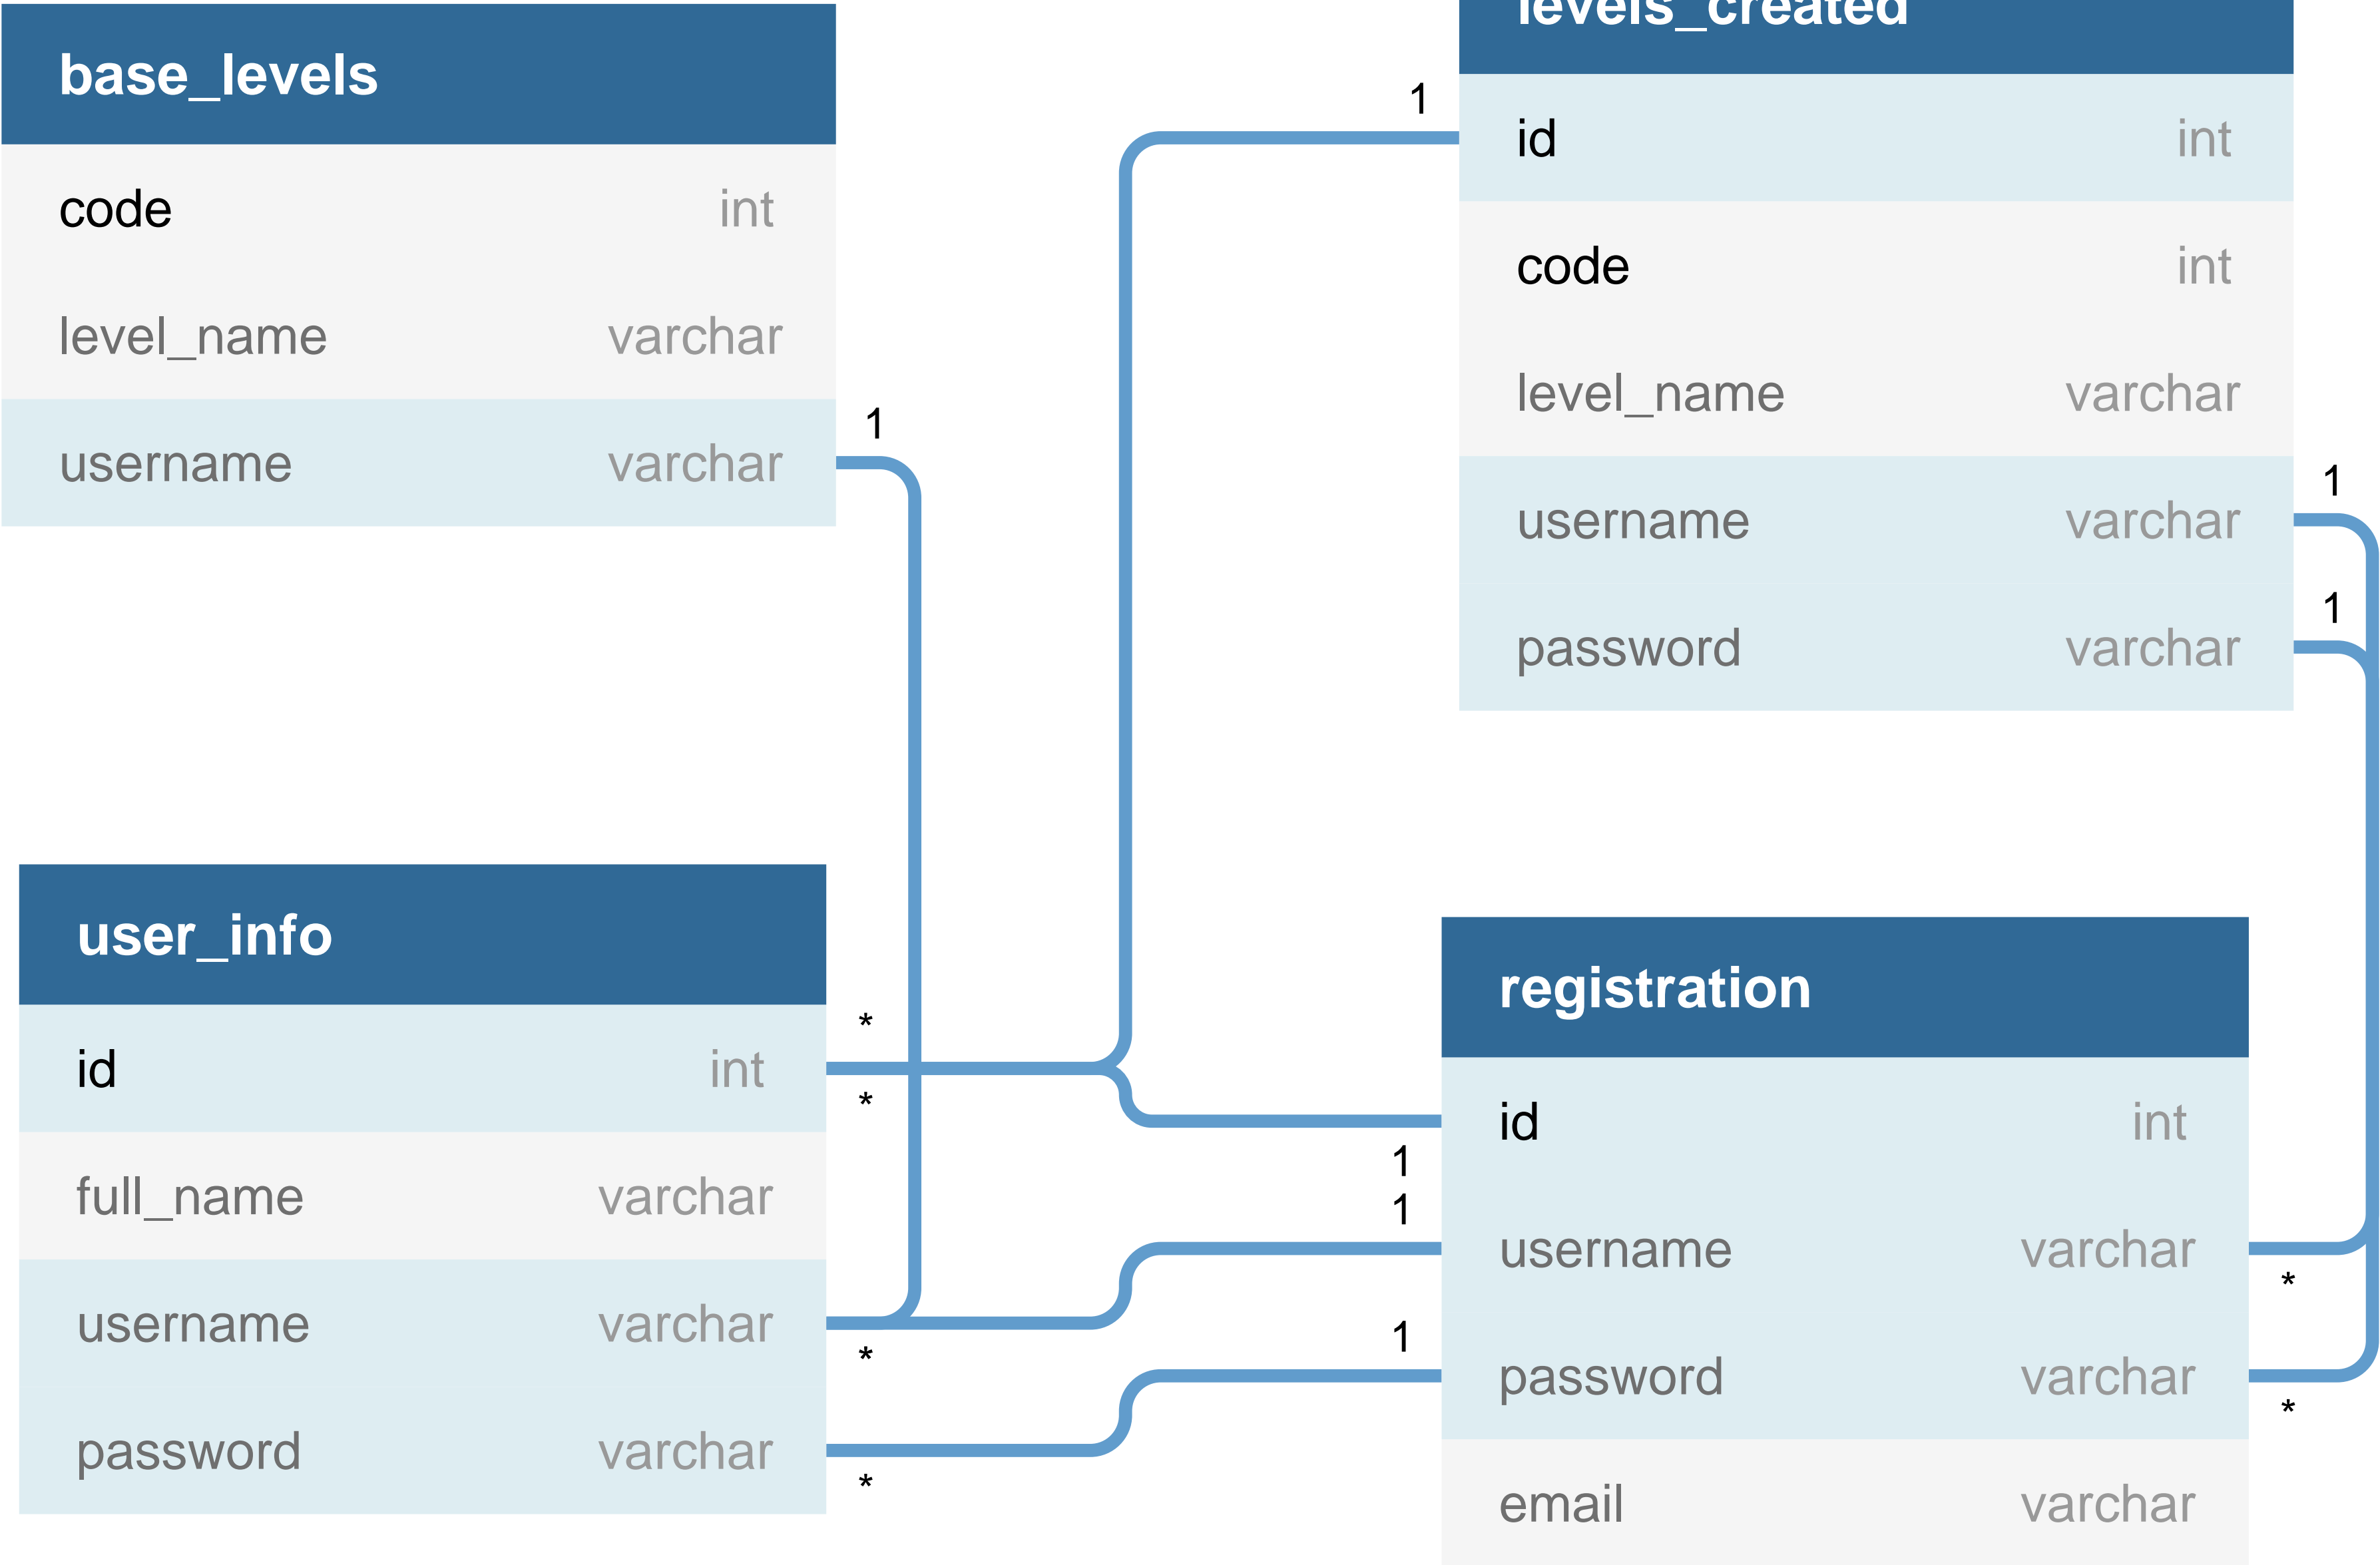 base_levels
code int
level_name varchar
username varchar
1
levels_created
1
id int
code int
level_name varchar
username varchar
1
password varchar
1
user_info
id int
*
*
full_name varchar
username varchar
*
password varchar
*
registration
id int
1
1
username varchar
*
1
password varchar
*
email varchar